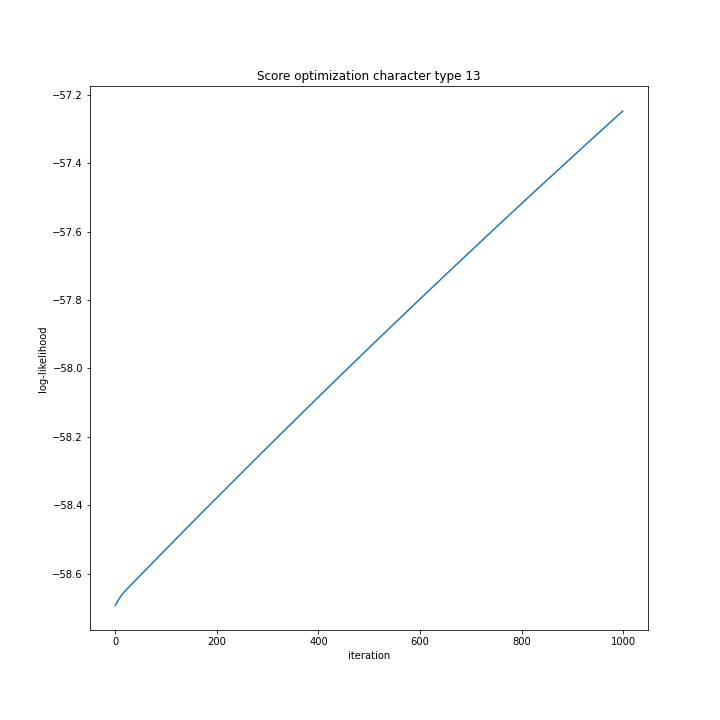 Score optimization character type 13
−57.2
−57.4
−57.6
−57.8
−58.0
−58.2
−58.4
−58.6
log-likelihood
0 200 400 600 800 1000
iteration